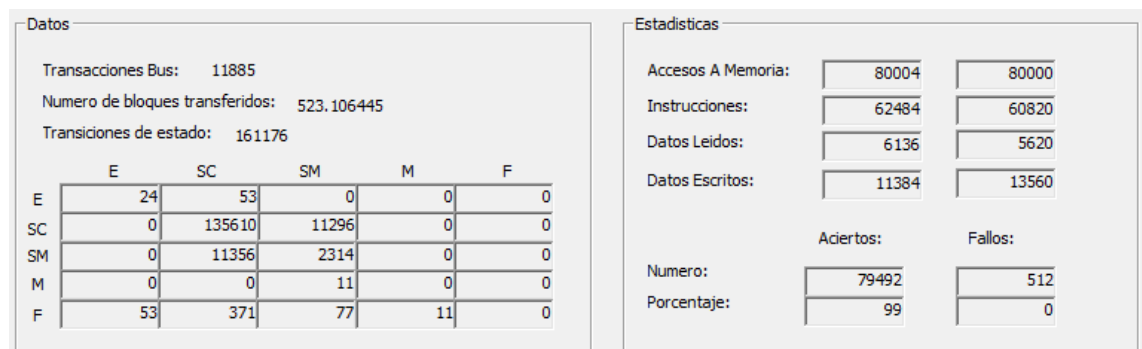 Datos
Transacciones Bus: 11885
Numero de bloques transferidos: 523.106445
Transiciones de estado: 161176
E SC SM M F
E 24 53 0 0 0
SC 0 135610 11296 0 0
SM 0 11356 2314 0 0
M 0 0 11 0 0
F 53 371 77 11 0
Estadisticas
Accesos A Memoria: 80004 80000
Instrucciones: 62484 60820
Datos Leidos: 6136 5620
Datos Escritos: 11384 13560
Aciertos: Fallos:
Numero: 79492 512
Porcentaje: 99 0